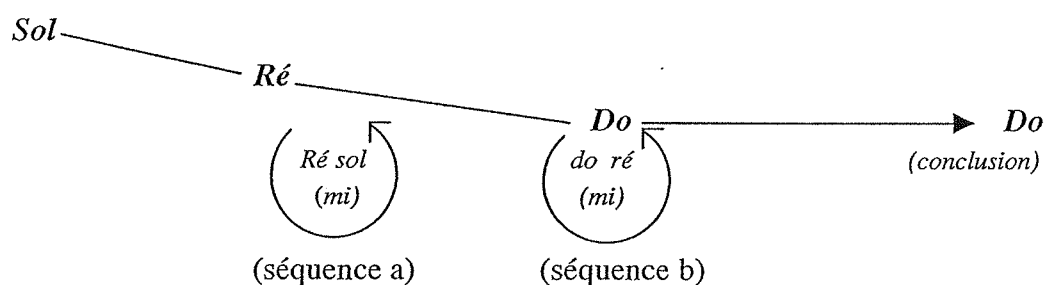 Sol
Ré
Do Do
Ré sol do ré (conclusion)
(mi) (mi)
(séquence a) (séquence b)